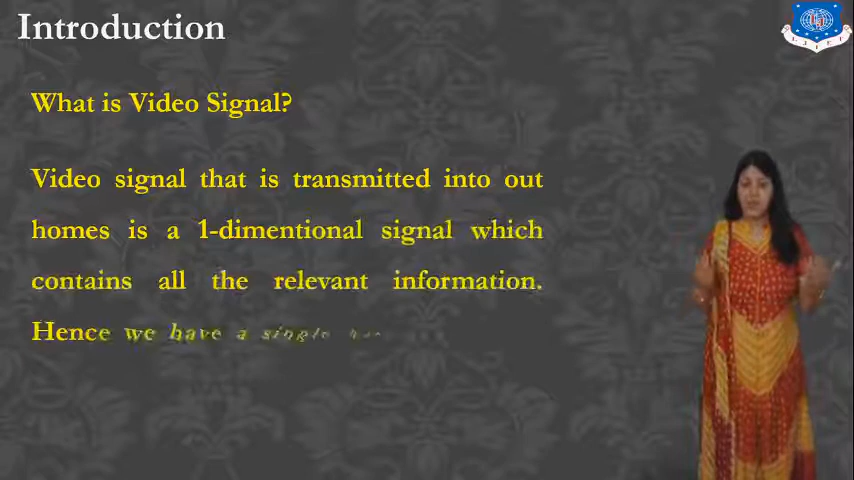 Introduction
What is Video Signal?
Video signal that is transmitted into out
homes is a 1-dimentional signal which
contains all the relevant information.
Hence we have a single